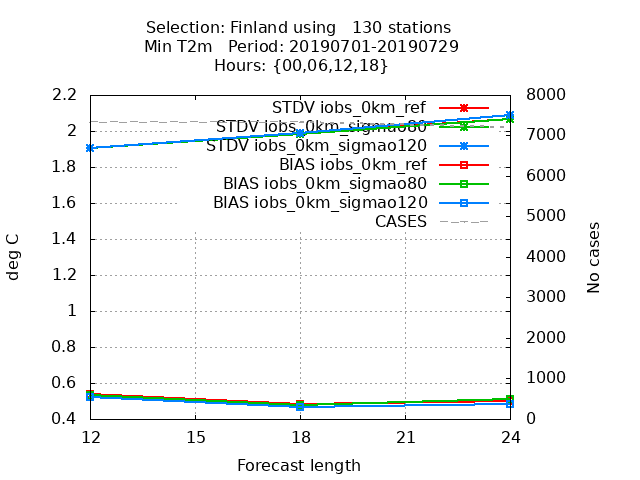 Selection: Finland using   130 stations
Min T2m   Period: 20190701-20190729
Hours: {00,06,12,18}
2.2
2
1.8
1.6
1.4
1.2
1
0.8
0.6
0.4
deg C
STDV iobs_0km_ref
STDV iobs_0km_sigmao80
STDV iobs_0km_sigmao120
BIAS iobs_0km_ref
BIAS iobs_0km_sigmao80
BIAS iobs_0km_sigmao120
CASES
8000
7000
6000
5000
4000
3000
2000
1000
0
No cases
12 15 18 21 24
Forecast length